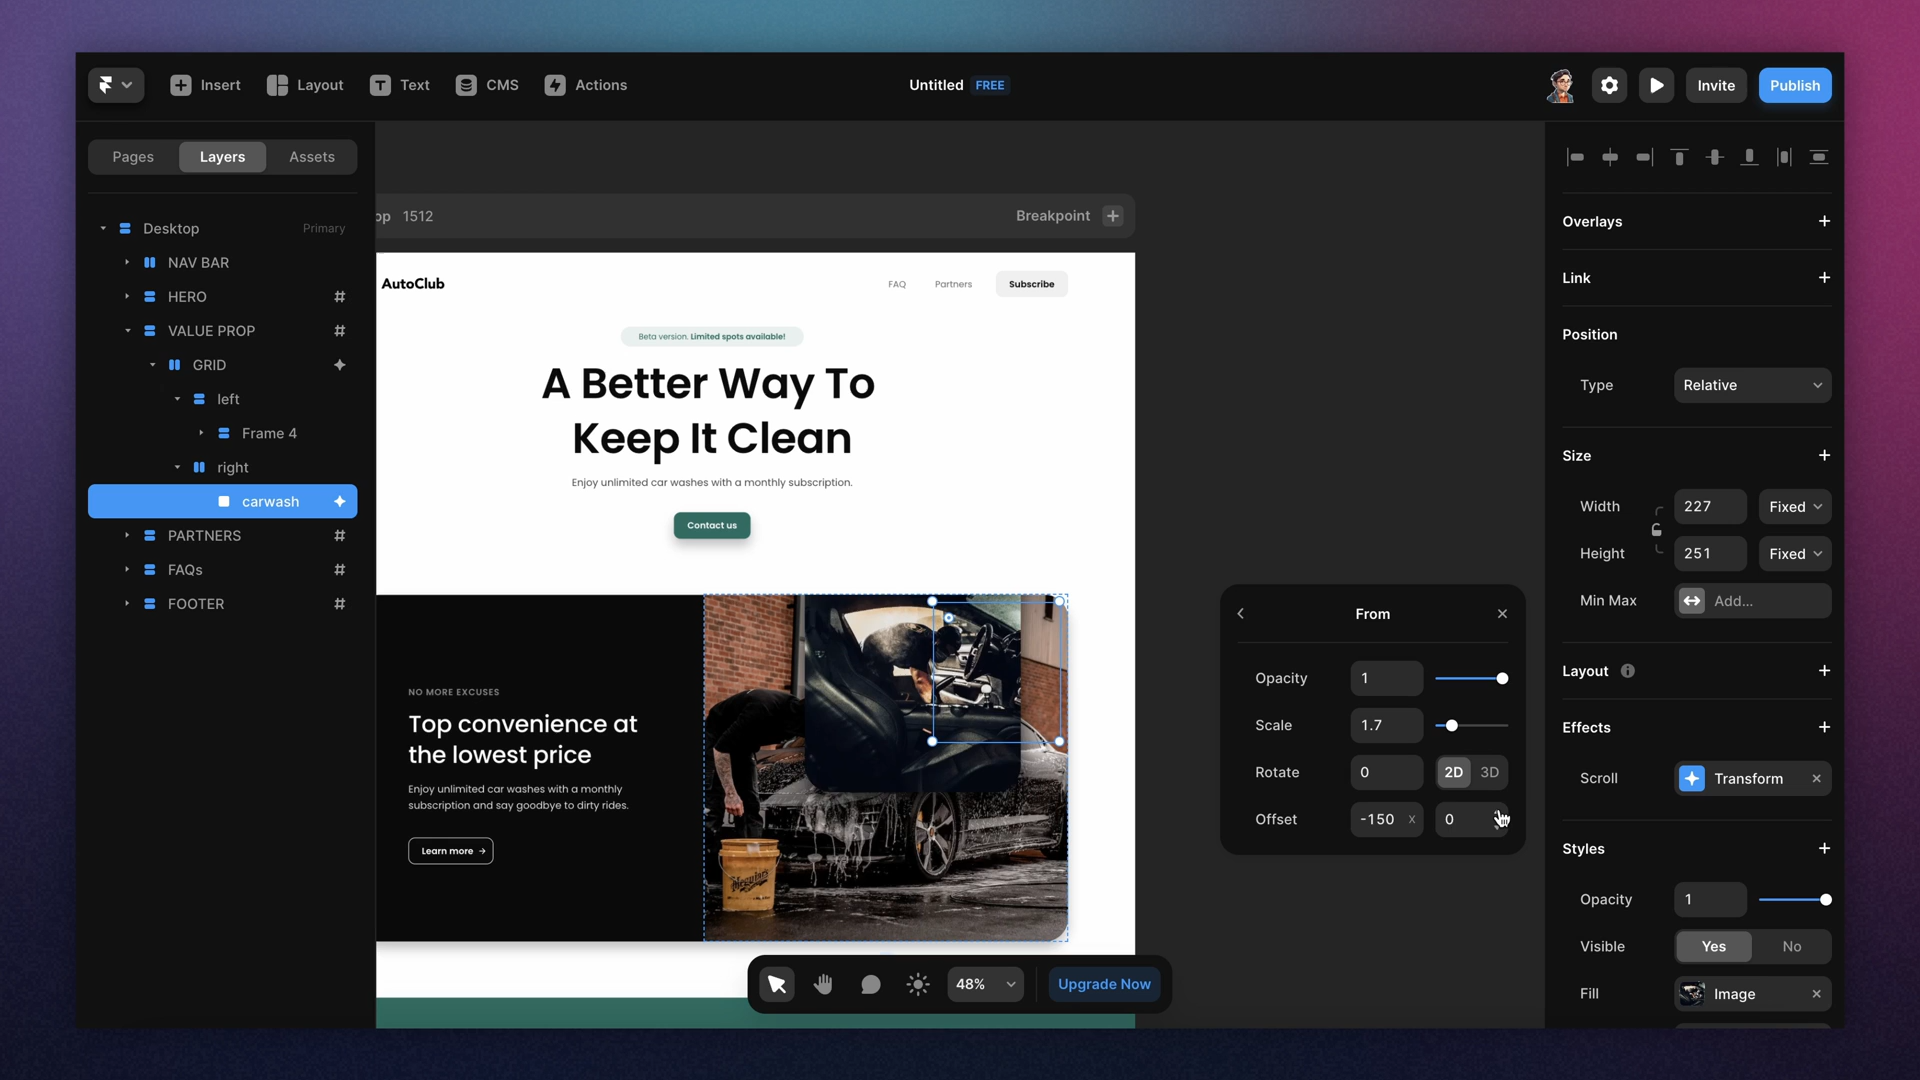 Insert
Layout
Text
CMS
Actions
Untitled FREE
Invite
Publish
Pages
Layers
Assets
Desktop Primary
NAV BAR
HERO
VALUE PROP
GRID
left
Frame 4
right
carwash
PARTNERS
FAQs
FOOTER
op 1512
Breakpoint
AutoClub
FAQ
Partners
Subscribe
Beta version. Limited spots available!
A Better Way To
Keep It Clean
Enjoy unlimited car washes with a monthly subscription.
Contact us
NO MORE EXCUSES
Top convenience at
the lowest price
Enjoy unlimited car washes with a monthly
subscription and say goodbye to dirty rides.
Learn more →
Meguiar's
48%
Upgrade Now
From
Opacity 1
Scale 1.7
Rotate 0 2D 3D
Offset -150 X 0
Overlays
Link
Position
Type Relative
Size
Width 227 Fixed
Height 251 Fixed
Min Max Add...
Layout
Effects
Scroll Transform
Styles
Opacity 1
Visible Yes No
Fill Image